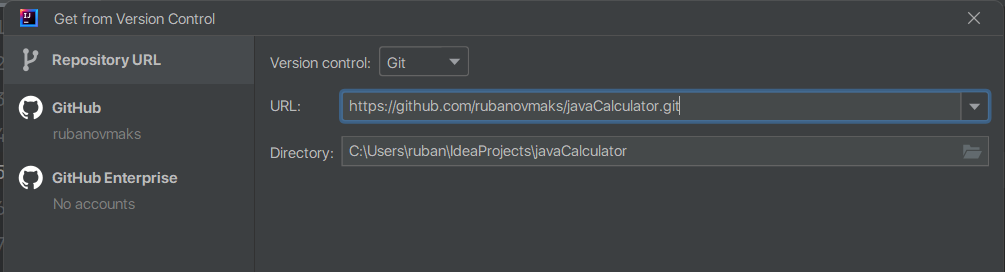 Get from Version Control
Repository URL
GitHub
rubanovmaks
GitHub Enterprise
No accounts
Version control: Git
URL: https://github.com/rubanovmaks/javaCalculator.git
Directory: C:\Users\ruban\IdeaProjects\javaCalculator